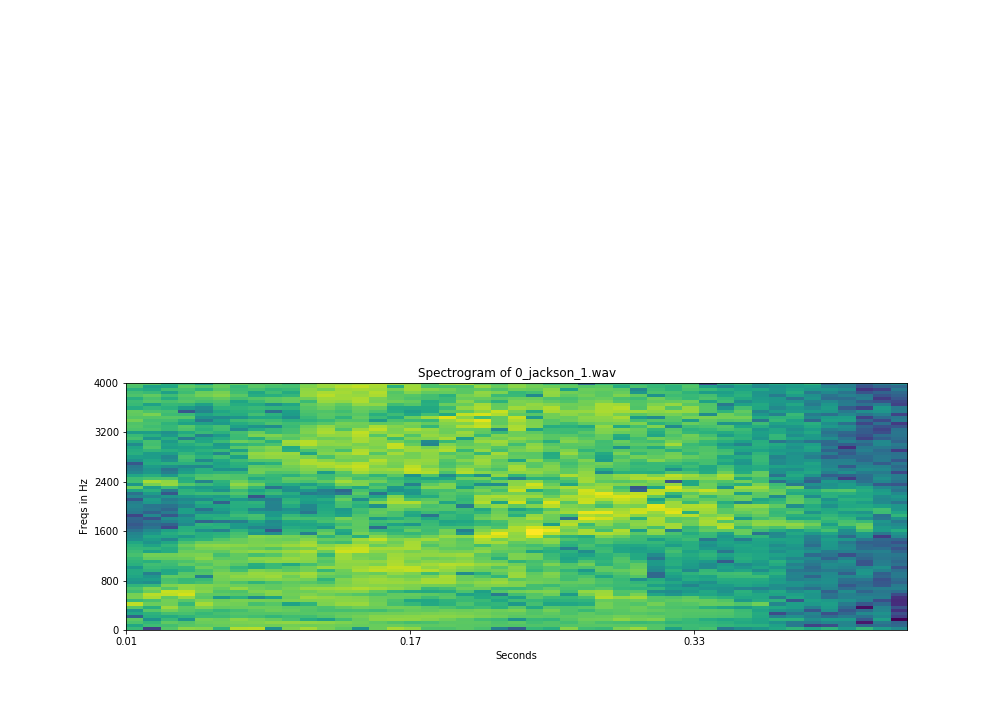 Spectrogram of 0_jackson_1.wav
4000
3200
2400
1600
800
0
Freqs in Hz
0.01 0.17 0.33
Seconds